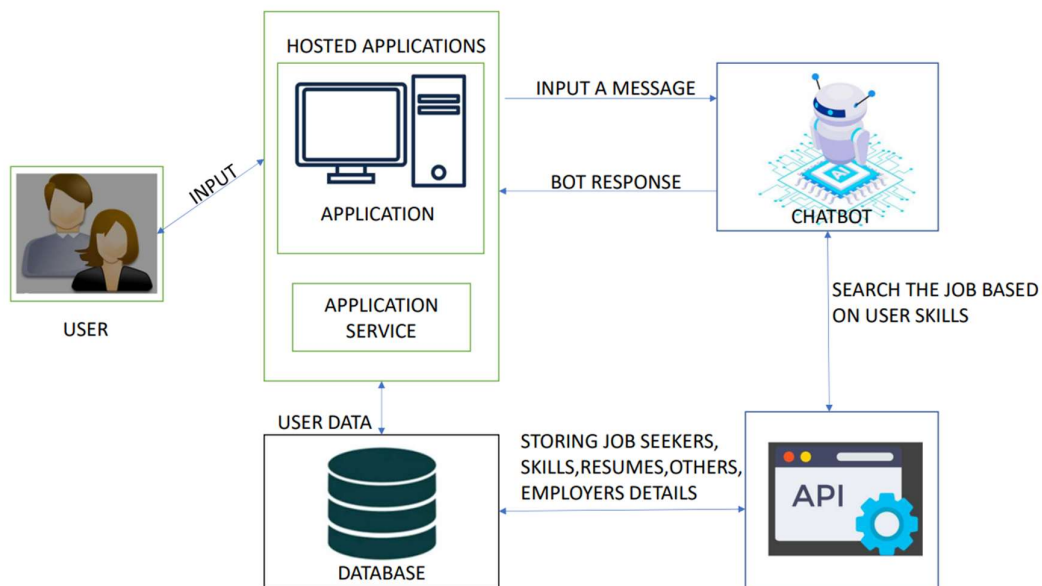 HOSTED APPLICATIONS
APPLICATION
APPLICATION
SERVICE
INPUT
USER
INPUT A MESSAGE
BOT RESPONSE
AI
CHATBOT
SEARCH THE JOB BASED
ON USER SKILLS
USER DATA
DATABASE
STORING JOB SEEKERS,
SKILLS,RESUMES,OTHERS,
EMPLOYERS DETAILS
API